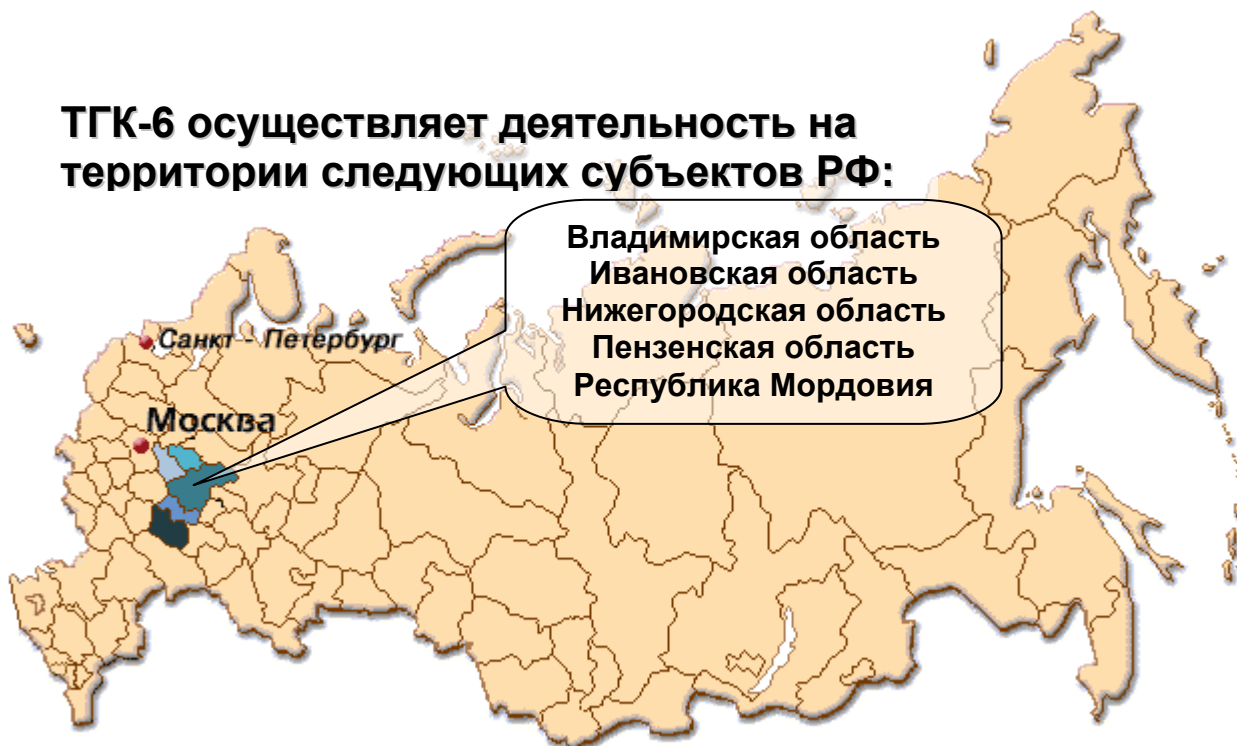 ТГК-6 осуществляет деятельность на
территории следующих субъектов РФ:
Владимирская область
Ивановская область
Нижегородская область
Пензенская область
Республика Мордовия
Санкт - Петербург
Москва